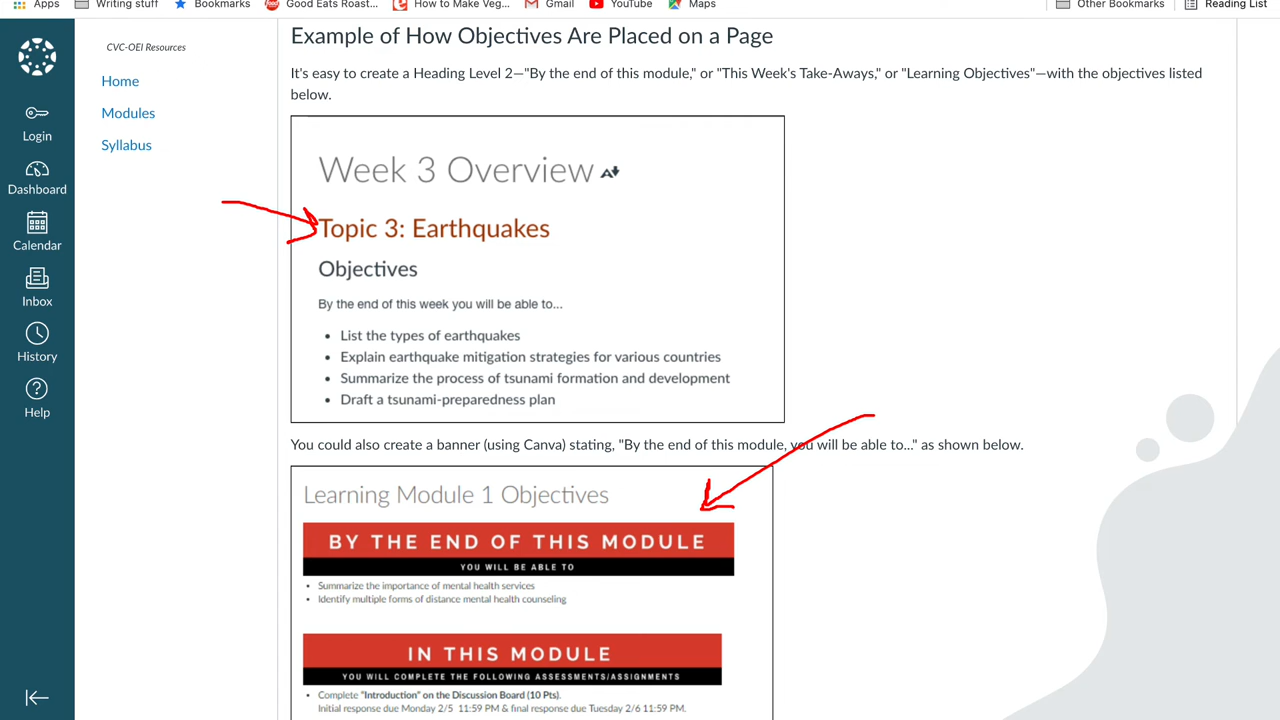 Apps
Writing stuff
Bookmarks
Good Eats Roast...
How to Make Veg...
Gmail
YouTube
Maps
Other Bookmarks
Reading List
Login
Dashboard
Calendar
Inbox
History
Help
CVC-OEI Resources
Home
Modules
Syllabus
Example of How Objectives Are Placed on a Page
It's easy to create a Heading Level 2—"By the end of this module," or "This Week's Take-Aways," or "Learning Objectives"—with the objectives listed
below.
Week 3 Overview
Topic 3: Earthquakes
Objectives
By the end of this week you will be able to...
• List the types of earthquakes
• Explain earthquake mitigation strategies for various countries
• Summarize the process of tsunami formation and development
• Draft a tsunami-preparedness plan
You could also create a banner (using Canva) stating, "By the end of this module, you will be able to..." as shown below.
Learning Module 1 Objectives
BY THE END OF THIS MODULE
YOU WILL BE ABLE TO
• Summarize the importance of mental health services
• Identify multiple forms of distance mental health counseling
IN THIS MODULE
YOU WILL COMPLETE THE FOLLOWING ASSESSMENTS/ASSIGNMENTS
• Complete "Introduction" on the Discussion Board (10 Pts).
Initial response due Monday 2/5 11:59 PM & final response due Tuesday 2/6 11:59 PM.